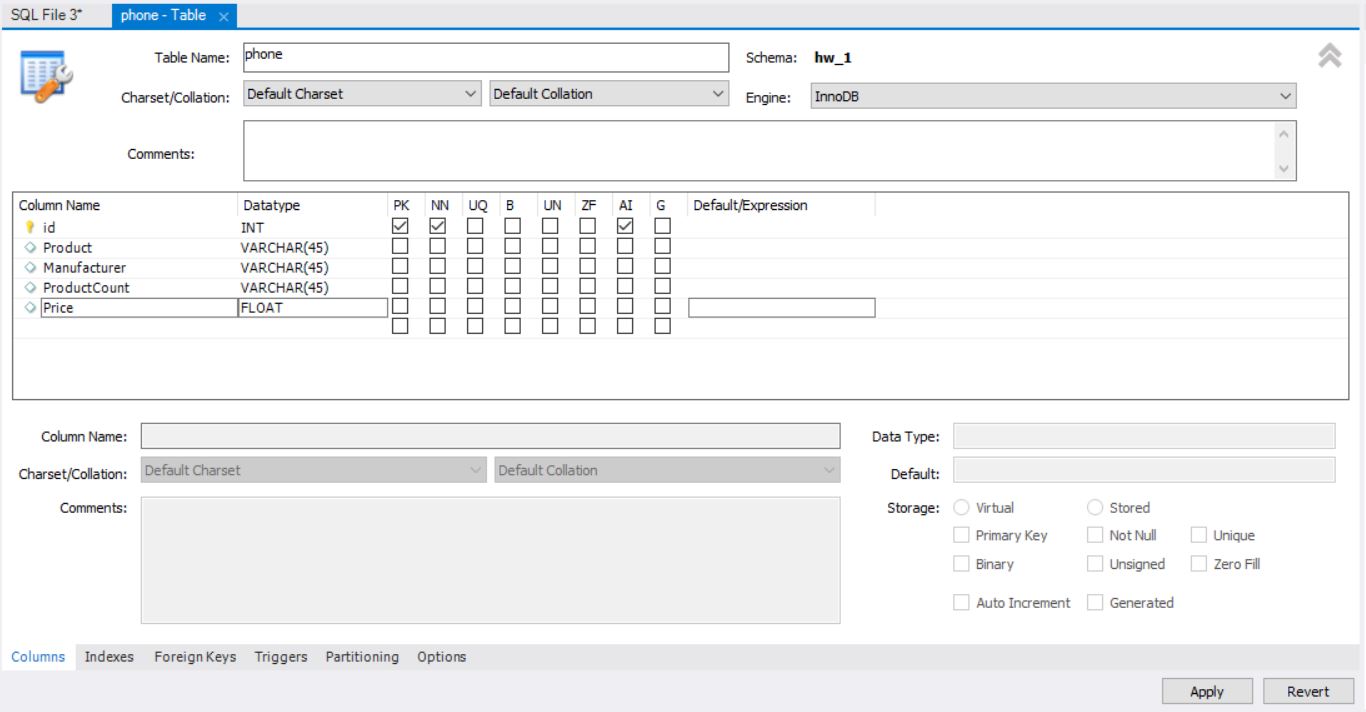 SQL File 3* phone - Table ×
Table Name: phone Schema: hw_1
Charset/Collation: Default Charset Default Collation Engine: InnoDB
Comments:
Column Name Datatype PK NN UQ B UN ZF AI G Default/Expression
id INT
Product VARCHAR(45)
Manufacturer VARCHAR(45)
ProductCount VARCHAR(45)
Price FLOAT
Column Name: Data Type:
Charset/Collation: Default Charset Default Collation Default:
Comments: Storage: Virtual Stored
Primary Key Not Null Unique
Binary Unsigned Zero Fill
Auto Increment Generated
Columns Indexes Foreign Keys Triggers Partitioning Options
Apply Revert